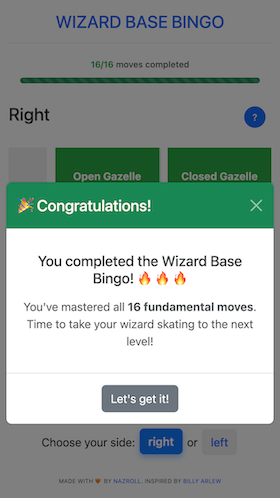 WIZARD BASE BINGO
16/16 moves completed
Right
?
Open Gazelle
Closed Gazelle
🎉 Congratulations!
You completed the Wizard Base
Bingo! 🔥 🔥 🔥
You've mastered all 16 fundamental moves.
Time to take your wizard skating to the next
level!
Let's get it!
Choose your side: right or left
MADE WITH 🧡 BY NAZROLL. INSPIRED BY BILLY ARLEW